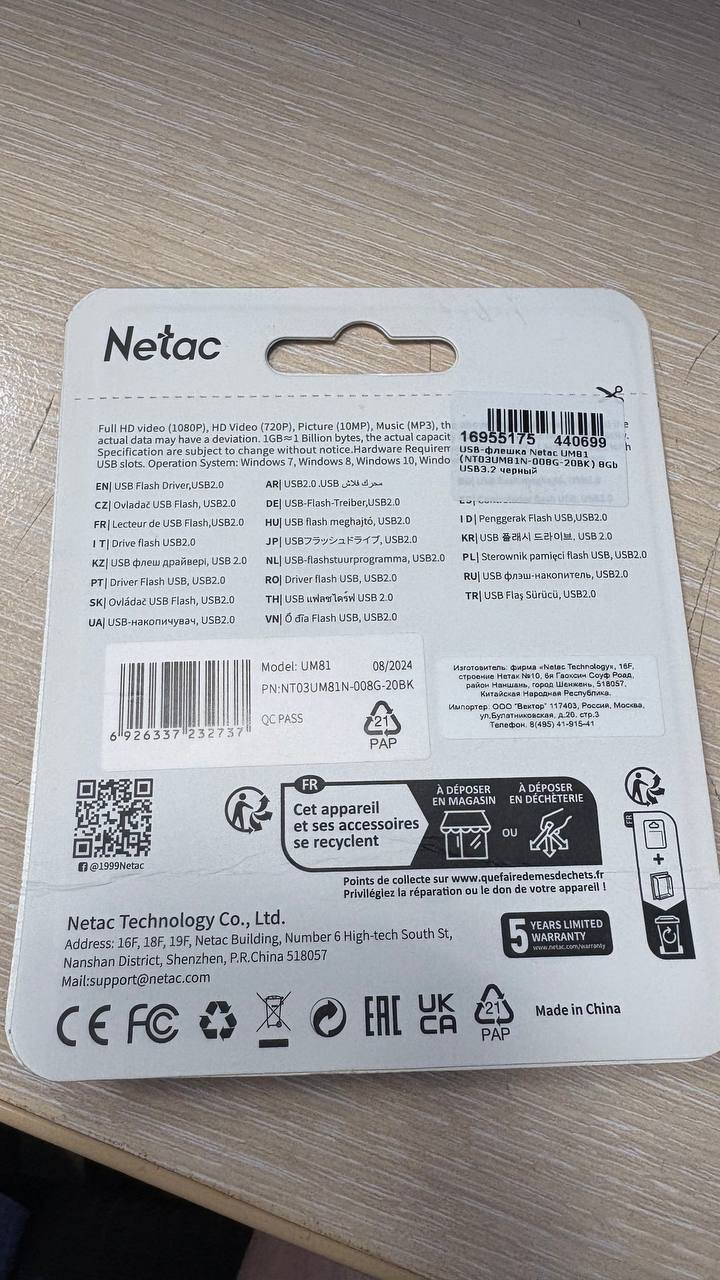 Netac
Full HD video (1080P), HD Video (720P), Picture (10MP), Music (MP3), th
actual data may have a deviation. 1GB≈1 Billion bytes, the actual capacit
Specification are subject to change without notice.Hardware Requirem
USB slots. Operation System: Windows 7, Windows 8, Windows 10, Windo
16955175 440699
USB-флешка Netac UM81
(NT03UM81N-008G-20BK) 8Gb
USB3.2 черный
EN| USB Flash Driver,USB2.0
CZ| Ovladač USB Flash, USB2.0
FR| Lecteur de USB Flash,USB2.0
IT| Drive flash USB2.0
KZ| USB флеш драйвері, USB 2.0
PT| Driver Flash USB, USB2.0
SK| Ovládač USB Flash, USB2.0
UA| USB-накопичувач, USB2.0
AR| USB2.0 .USB محرك فلاش
DE| USB-Flash-Treiber,USB2.0
HU| USB flash meghajtó, USB2.0
JP| USBフラッシュドライブ, USB2.0
NL| USB-flashstuurprogramma, USB2.0
RO| Driver flash USB, USB2.0
TH| USB แฟลชไดร์ฟ USB 2.0
VN| Ổ đĩa Flash USB, USB2.0
ID| Penggerak Flash USB,USB2.0
KR| USB 플래시 드라이브, USB 2.0
PL| Sterownik pamięci flash USB, USB2.0
RU| USB флэш-накопитель, USB2.0
TR| USB Flaş Sürücü, USB2.0
Model: UM81 08/2024
PN:NT03UM81N-008G-20BK
QC PASS
21
PAP
6 926337 232737
Изготовитель: фирма «Netac Technology», 16F,
строение Нетак №10, 6я Гаоксин Соуф Роад,
район Наншань, город Шенжень, 518057,
Китайская Народная Республика.
Импортер: ООО "Вектор" 117403, Россия, Москва,
ул.Булатниковская, д.20, стр.3
Телефон. 8(495) 41-915-41
@1999Netac
FR
Cet appareil
et ses accessoires
se recyclent
À DÉPOSER
EN MAGASIN
OU
À DÉPOSER
EN DÉCHÈTERIE
Points de collecte sur www.quefairedemesdechets.fr
Privilégiez la réparation ou le don de votre appareil !
FR
+
Netac Technology Co., Ltd.
Address: 16F, 18F, 19F, Netac Building, Number 6 High-tech South St,
Nanshan District, Shenzhen, P.R.China 518057
Mail:support@netac.com
5 YEARS LIMITED
WARRANTY
www.netac.com/warranty
CE FC EAC UK
CA
21
PAP
Made in China